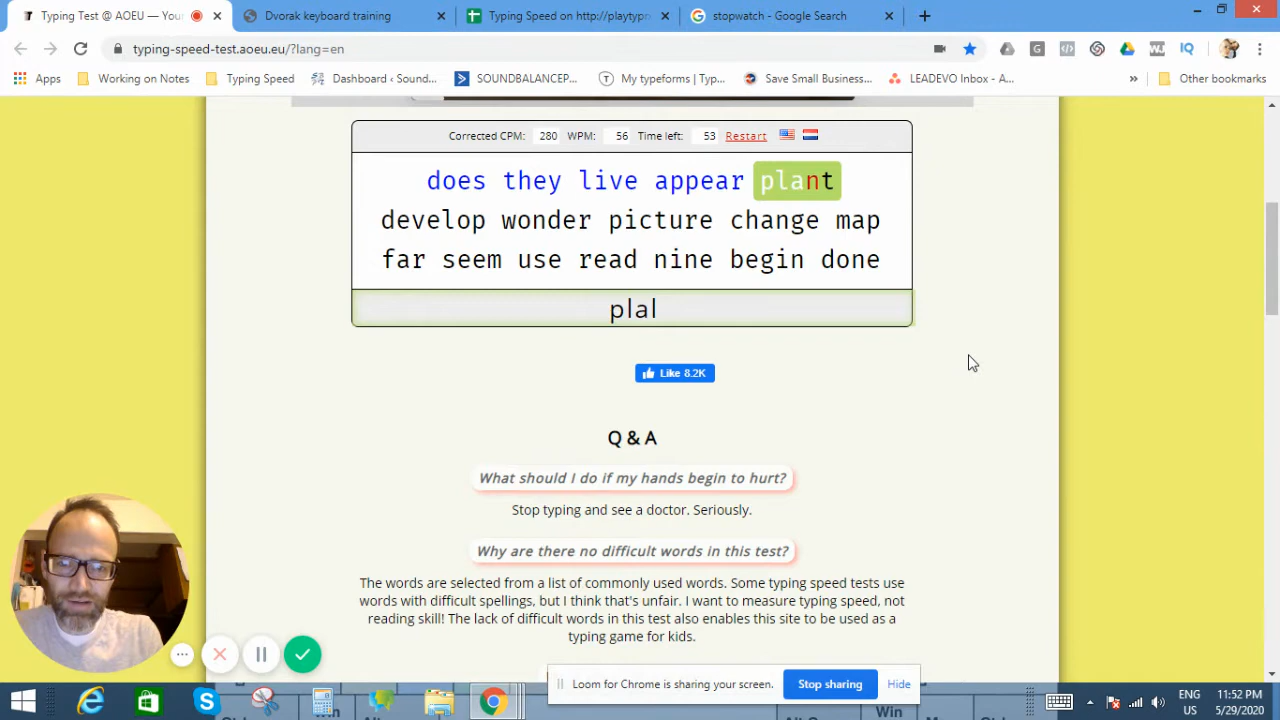 Typing Test @ AOEU — You
Dvorak keyboard training
Typing Speed on http://playtypi
stopwatch - Google Search
typing-speed-test.aoeu.eu/?lang=en
Apps
Working on Notes
Typing Speed
Dashboard ‹ Sound...
SOUNDBALANCEP...
My typeforms | Typ...
Save Small Business...
LEADEVO Inbox - A...
»
Other bookmarks
Corrected CPM: 280 WPM: 56 Time left: 53 Restart
does they live appear plant
develop wonder picture change map
far seem use read nine begin done
plal
Like 8.2K
Q & A
What should I do if my hands begin to hurt?
Stop typing and see a doctor. Seriously.
Why are there no difficult words in this test?
The words are selected from a list of commonly used words. Some typing speed tests use
words with difficult spellings, but I think that's unfair. I want to measure typing speed, not
reading skill! The lack of difficult words in this test also enables this site to be used as a
typing game for kids.
Loom for Chrome is sharing your screen. Stop sharing Hide
ENG
US
11:52 PM
5/29/2020
Win